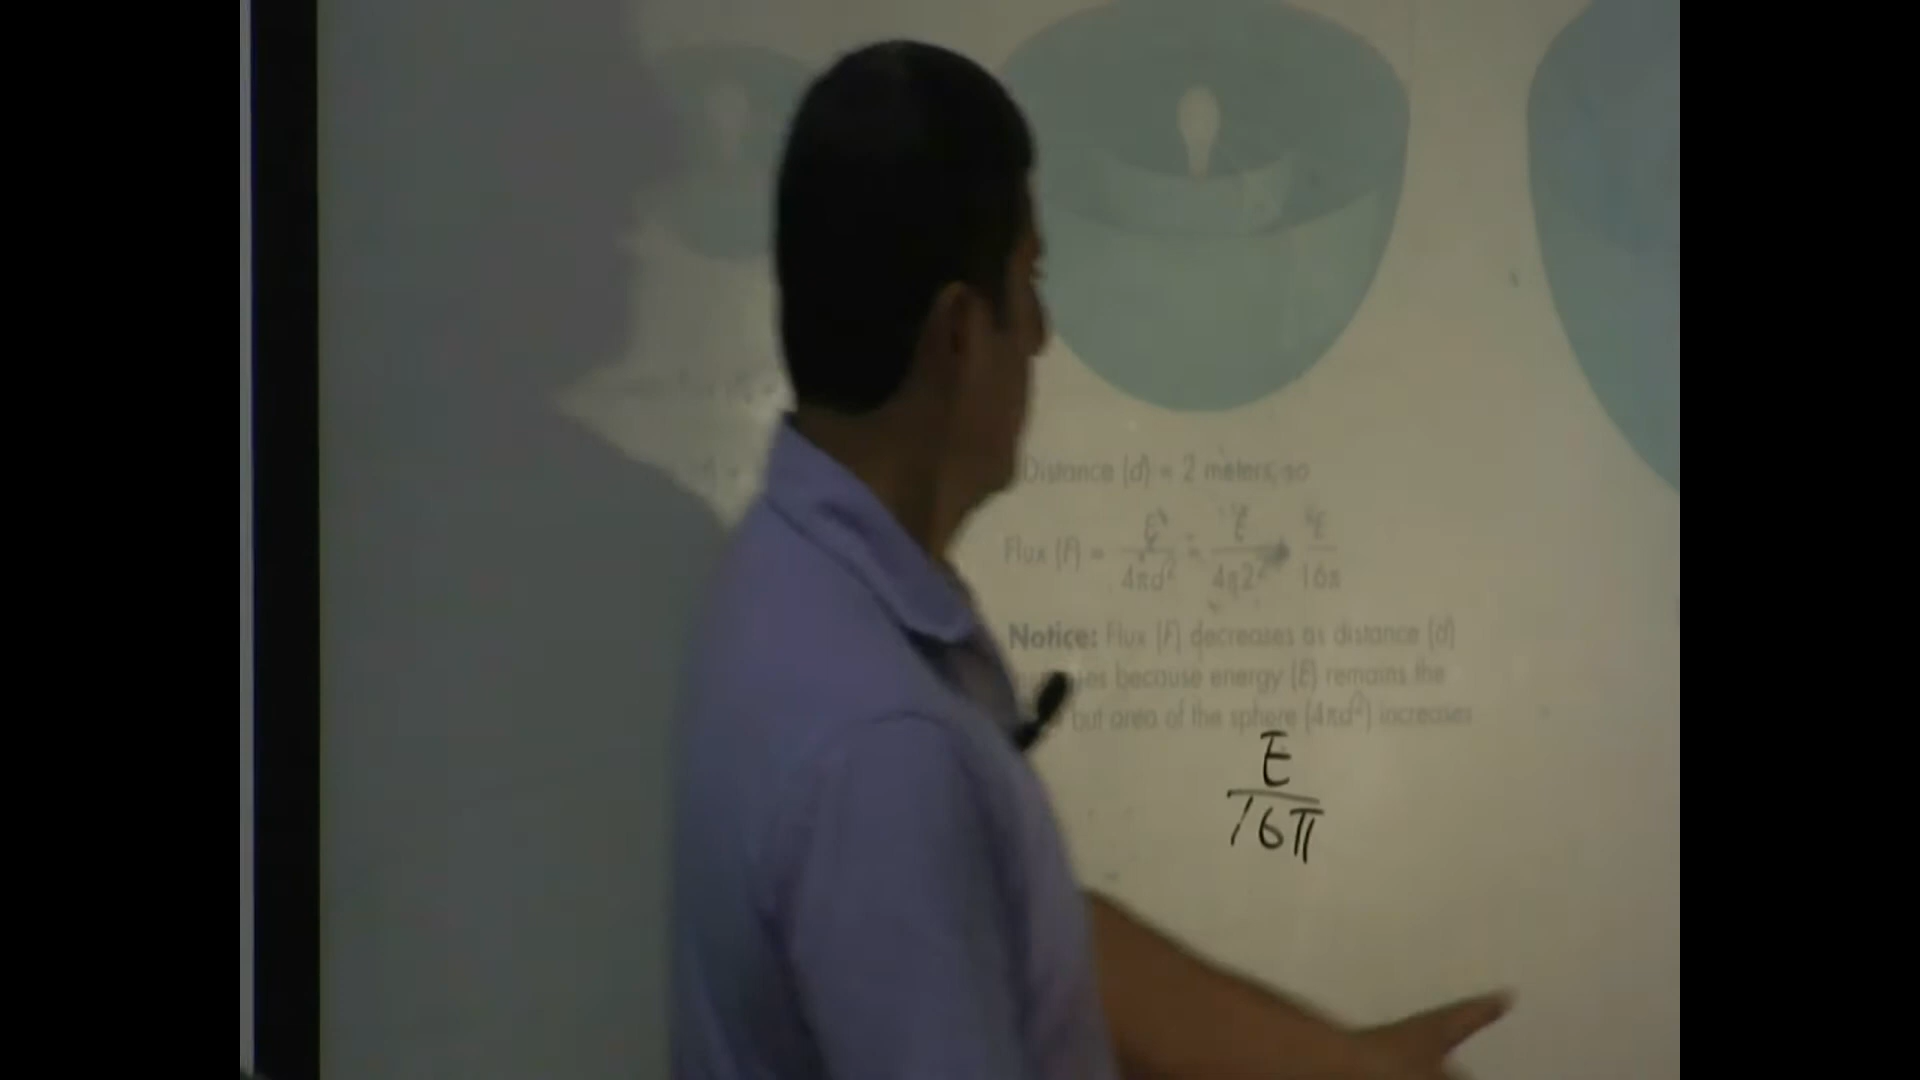 Distance (d) = 2 meters, so
Flux (F) = E/4πd² = E/4π2² = E/16π
Notice: Flux (F) decreases as distance (d)
because energy (E) remains the
but area of the sphere (4πd²) increases
E/16π